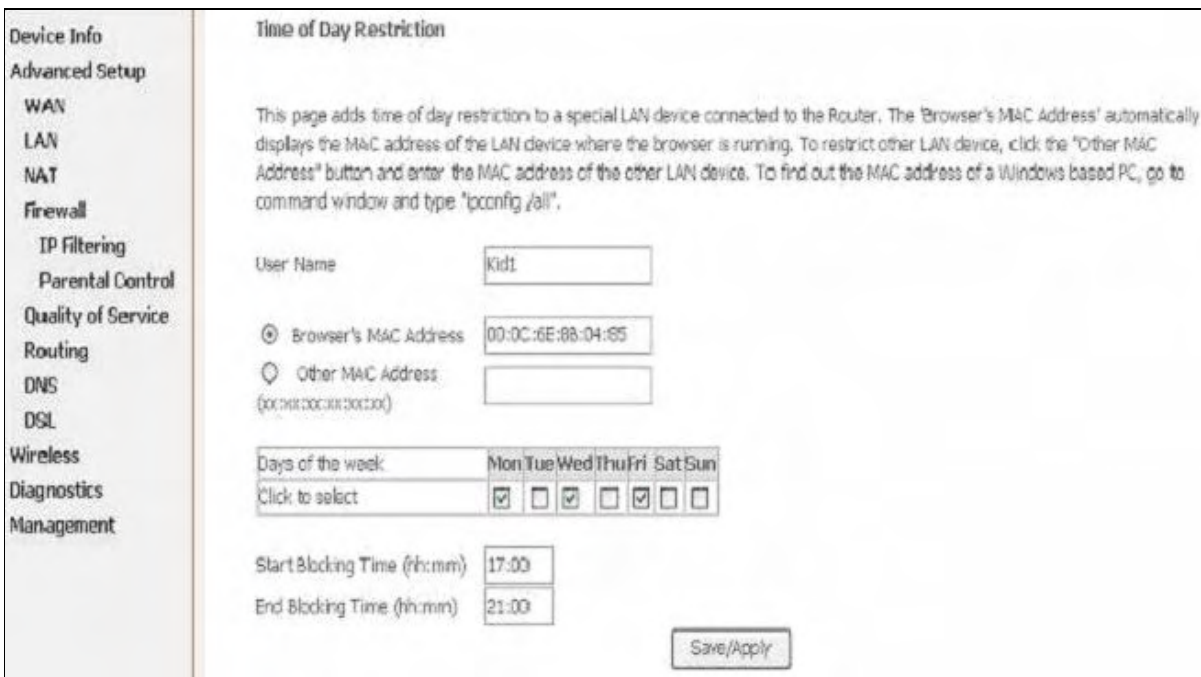 Device Info
Advanced Setup
WAN
LAN
NAT
Firewall
IP Filtering
Parental Control
Quality of Service
Routing
DNS
DSL
Wireless
Diagnostics
Management
Time of Day Restriction
This page adds time of day restriction to a special LAN device connected to the Router. The 'Browser's MAC Address' automatically
displays the MAC address of the LAN device where the browser is running. To restrict other LAN device, click the "Other MAC
Address" button and enter the MAC address of the other LAN device. To find out the MAC address of a Windows based PC, go to
command window and type "ipconfig /all".
User Name Kid1
Browser's MAC Address
Other MAC Address
(xx:xx:xx:xx:xx:xx)
Days of the week Mon Tue Wed Thu Fri Sat Sun
Click to select
Start Blocking Time (hh:mm) 17:00
End Blocking Time (hh:mm) 21:00
Save/Apply